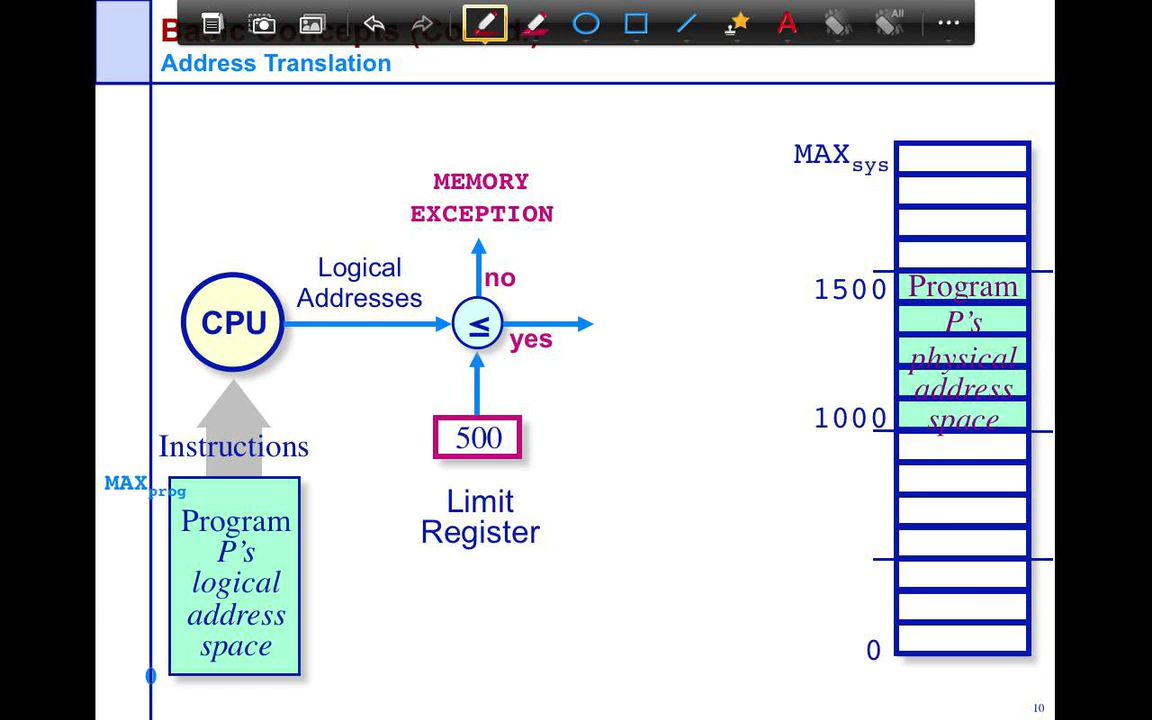 All
A
Address Translation
MAXsys
MEMORY
EXCEPTION
Logical
Addresses
no
1500
Program
P's
physical
address
space
CPU
≤
yes
1000
500
Instructions
MAXprog
Limit
Register
Program
P's
logical
address
space
0
0
10